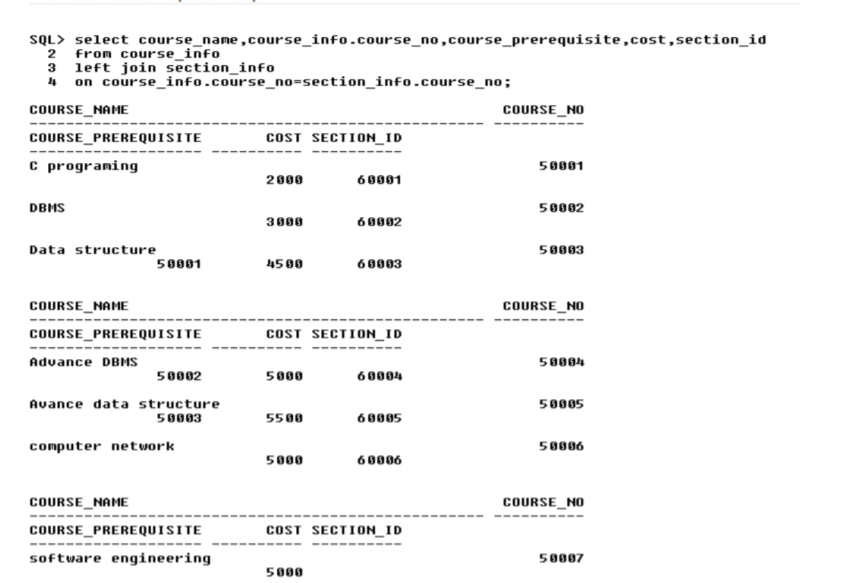 SQL> select course_name,course_info.course_no,course_prerequisite,cost,section_id
2 from course_info
3 left join section_info
4 on course_info.course_no=section_info.course_no;
COURSE_NAME COURSE_NO
-------------------------------------------------- ----------
COURSE_PREREQUISITE COST SECTION_ID
------------------- ---------- ----------
C programing 50001
2000 60001
DBMS 50002
3000 60002
Data structure 50003
50001 4500 60003
COURSE_NAME COURSE_NO
-------------------------------------------------- ----------
COURSE_PREREQUISITE COST SECTION_ID
------------------- ---------- ----------
Advance DBMS 50004
50002 5000 60004
Avance data structure 50005
50003 5500 60005
computer network 50006
5000 60006
COURSE_NAME COURSE_NO
-------------------------------------------------- ----------
COURSE_PREREQUISITE COST SECTION_ID
------------------- ---------- ----------
software engineering 50007
5000